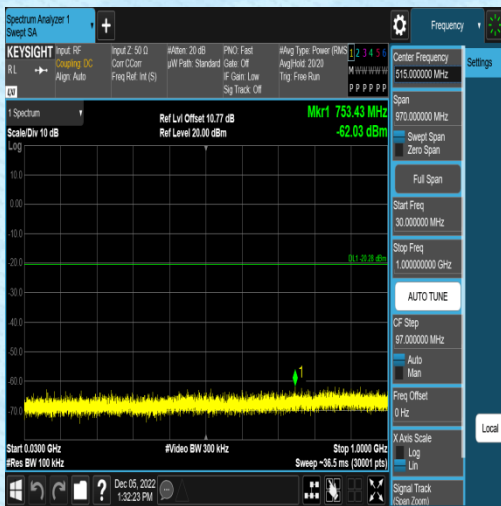 Spectrum Analyzer 1
Swept SA
Frequency
KEYSIGHT
RL
Input: RF
Coupling: DC
Align: Auto
Input Z: 50 Ω
Corr CCorr
Freq Ref: Int (S)
#Atten: 20 dB
µW Path: Standard
PNO: Fast
Gate: Off
IF Gain: Low
Sig Track: Off
#Avg Type: Power (RMS
Avg|Hold: 20/20
Trig: Free Run
1 2 3 4 5 6
M W W W W W
P P P P P P
Center Frequency
515.000000 MHz
Settings
Span
970.000000 MHz
Swept Span
Zero Span
Full Span
Start Freq
30.000000 MHz
Stop Freq
1.000000000 GHz
AUTO TUNE
CF Step
97.000000 MHz
Auto
Man
Freq Offset
0 Hz
X Axis Scale
Log
Lin
Local
Signal Track
(Span Zoom)
1 Spectrum
Scale/Div 10 dB
Log
Ref Lvl Offset 10.77 dB
Ref Level 20.00 dBm
Mkr1 753.43 MHz
-62.03 dBm
10.0
0.00
-10.0
-20.0
-30.0
-40.0
-50.0
-60.0
-70.0
DL1 -20.28 dBm
1
Start 0.0300 GHz
#Res BW 100 kHz
#Video BW 300 kHz
Stop 1.0000 GHz
Sweep ~36.5 ms (30001 pts)
?
Dec 05, 2022
1:32:23 PM